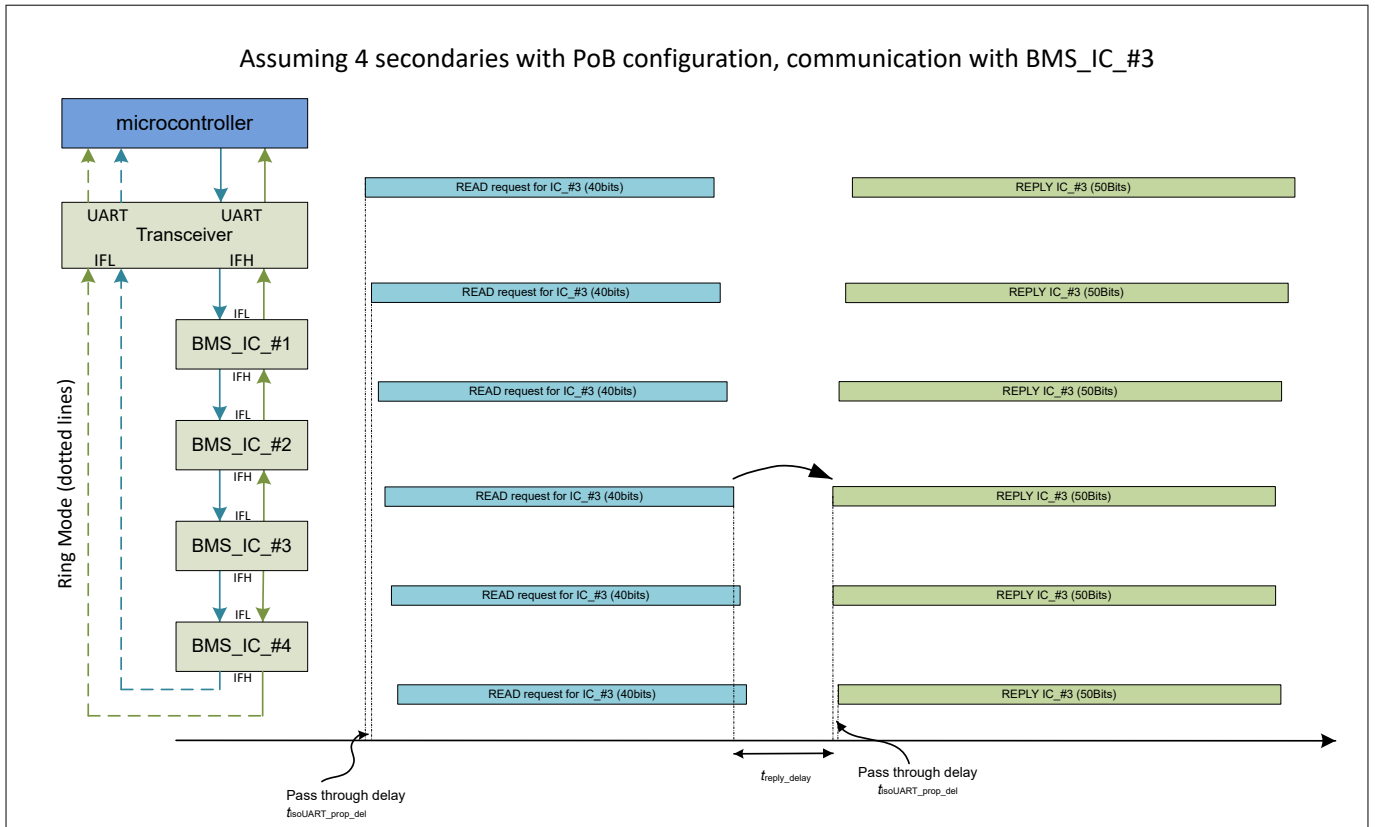 Assuming 4 secondaries with PoB configuration, communication with BMS_IC_#3
microcontroller
READ request for IC_#3 (40bits)
REPLY IC_#3 (50Bits)
UART
UART
Transceiver
IFL
IFH
READ request for IC_#3 (40bits)
REPLY IC_#3 (50Bits)
IFL
BMS_IC_#1
IFH
READ request for IC_#3 (40bits)
REPLY IC_#3 (50Bits)
IFL
BMS_IC_#2
IFH
READ request for IC_#3 (40bits)
REPLY IC_#3 (50Bits)
IFL
BMS_IC_#3
IFH
READ request for IC_#3 (40bits)
REPLY IC_#3 (50Bits)
IFL
BMS_IC_#4
IFH
READ request for IC_#3 (40bits)
REPLY IC_#3 (50Bits)
Ring Mode (dotted lines)
Pass through delay
tisoUART_prop_del
treply_delay
Pass through delay
tisoUART_prop_del